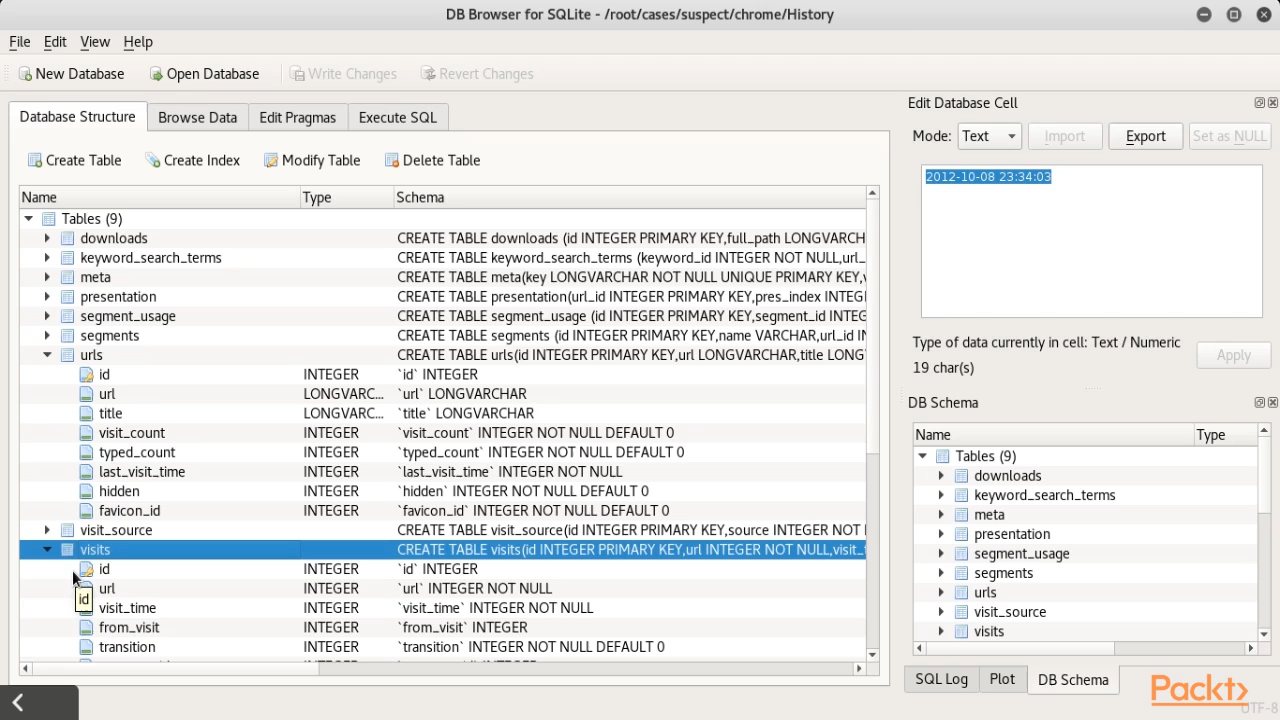 DB Browser for SQLite - /root/cases/suspect/chrome/History
File Edit View Help
New Database Open Database Write Changes Revert Changes
Database Structure Browse Data Edit Pragmas Execute SQL
Create Table Create Index Modify Table Delete Table
Name Type Schema
Tables (9)
downloads CREATE TABLE downloads (id INTEGER PRIMARY KEY,full_path LONGVARCH
keyword_search_terms CREATE TABLE keyword_search_terms (keyword_id INTEGER NOT NULL,url_
meta CREATE TABLE meta(key LONGVARCHAR NOT NULL UNIQUE PRIMARY KEY,v
presentation CREATE TABLE presentation(url_id INTEGER PRIMARY KEY,pres_index INTEG
segment_usage CREATE TABLE segment_usage (id INTEGER PRIMARY KEY,segment_id INTEG
segments CREATE TABLE segments (id INTEGER PRIMARY KEY,name VARCHAR,url_id IN
urls CREATE TABLE urls(id INTEGER PRIMARY KEY,url LONGVARCHAR,title LONG
id INTEGER `id` INTEGER
url LONGVARC... `url` LONGVARCHAR
title LONGVARC... `title` LONGVARCHAR
visit_count INTEGER `visit_count` INTEGER NOT NULL DEFAULT 0
typed_count INTEGER `typed_count` INTEGER NOT NULL DEFAULT 0
last_visit_time INTEGER `last_visit_time` INTEGER NOT NULL
hidden INTEGER `hidden` INTEGER NOT NULL DEFAULT 0
favicon_id INTEGER `favicon_id` INTEGER NOT NULL DEFAULT 0
visit_source CREATE TABLE visit_source(id INTEGER PRIMARY KEY,source INTEGER NOT
visits CREATE TABLE visits(id INTEGER PRIMARY KEY,url INTEGER NOT NULL,visit_
id INTEGER `id` INTEGER
url INTEGER `url` INTEGER NOT NULL
id
visit_time INTEGER `visit_time` INTEGER NOT NULL
from_visit INTEGER `from_visit` INTEGER
transition INTEGER `transition` INTEGER NOT NULL DEFAULT 0
Edit Database Cell
Mode: Text Import Export Set as NULL
2012-10-08 23:34:03
Type of data currently in cell: Text / Numeric
19 char(s)
Apply
DB Schema
Name Type
Tables (9)
downloads
keyword_search_terms
meta
presentation
segment_usage
segments
urls
visit_source
visits
SQL Log Plot DB Schema
Packt>
UTF-8